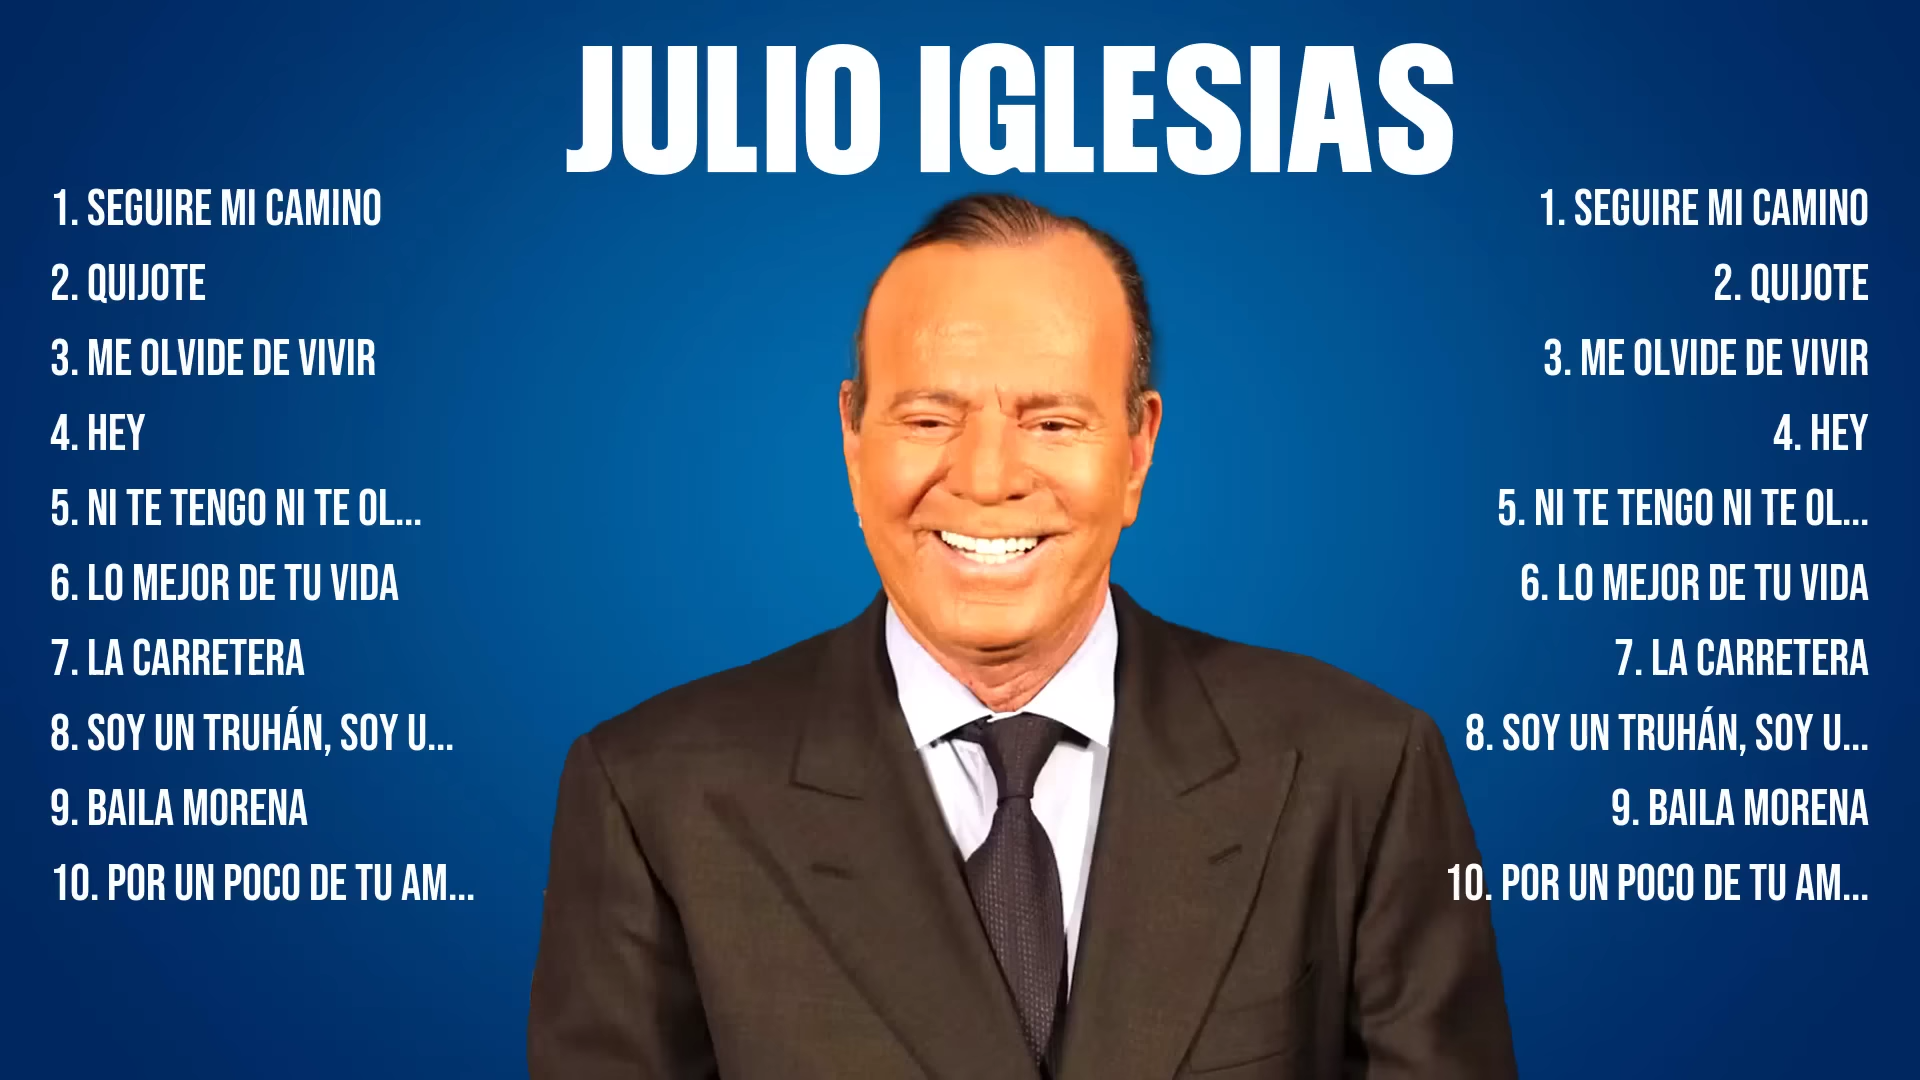 JULIO IGLESIAS
1. SEGUIRE MI CAMINO
2. QUIJOTE
3. ME OLVIDE DE VIVIR
4. HEY
5. NI TE TENGO NI TE OL...
6. LO MEJOR DE TU VIDA
7. LA CARRETERA
8. SOY UN TRUHÁN, SOY U...
9. BAILA MORENA
10. POR UN POCO DE TU AM...
1. SEGUIRE MI CAMINO
2. QUIJOTE
3. ME OLVIDE DE VIVIR
4. HEY
5. NI TE TENGO NI TE OL...
6. LO MEJOR DE TU VIDA
7. LA CARRETERA
8. SOY UN TRUHÁN, SOY U...
9. BAILA MORENA
10. POR UN POCO DE TU AM...